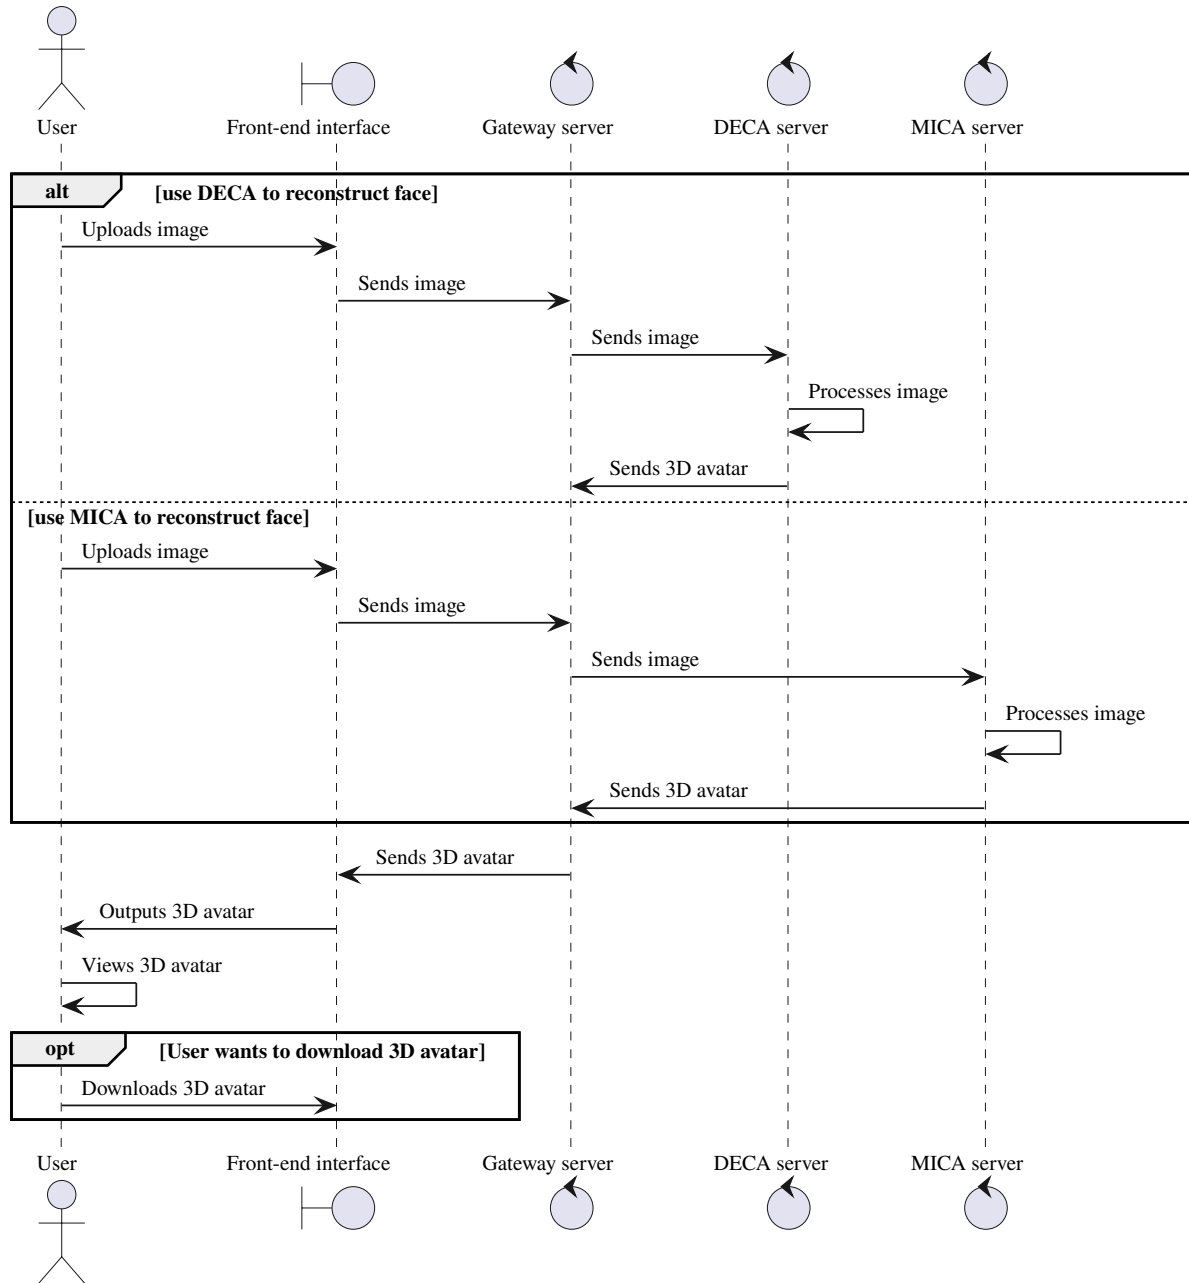 User Front-end interface Gateway server DECA server MICA server
alt [use DECA to reconstruct face]
Uploads image
Sends image
Sends image
Processes image
Sends 3D avatar
[use MICA to reconstruct face]
Uploads image
Sends image
Sends image
Processes image
Sends 3D avatar
Sends 3D avatar
Outputs 3D avatar
Views 3D avatar
opt [User wants to download 3D avatar]
Downloads 3D avatar
User Front-end interface Gateway server DECA server MICA server